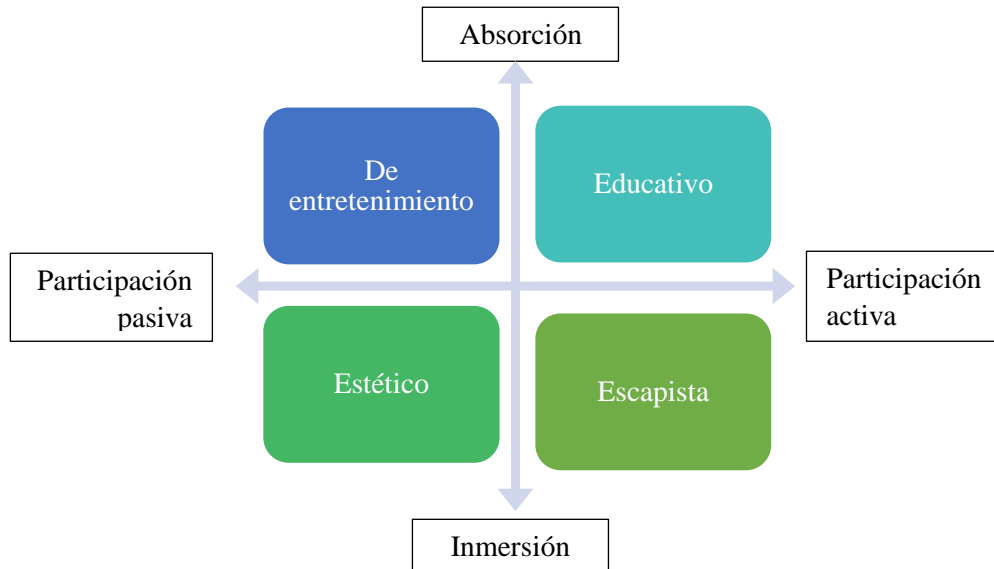 Absorción
De
entretenimiento
Educativo
Participación
pasiva
Participación
activa
Estético
Escapista
Inmersión